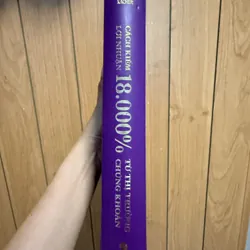 CÁCH KIẾM
LỢI NHUẬN
18.000%
TỪ THỊ TRƯỜNG
CHỨNG KHOÁN